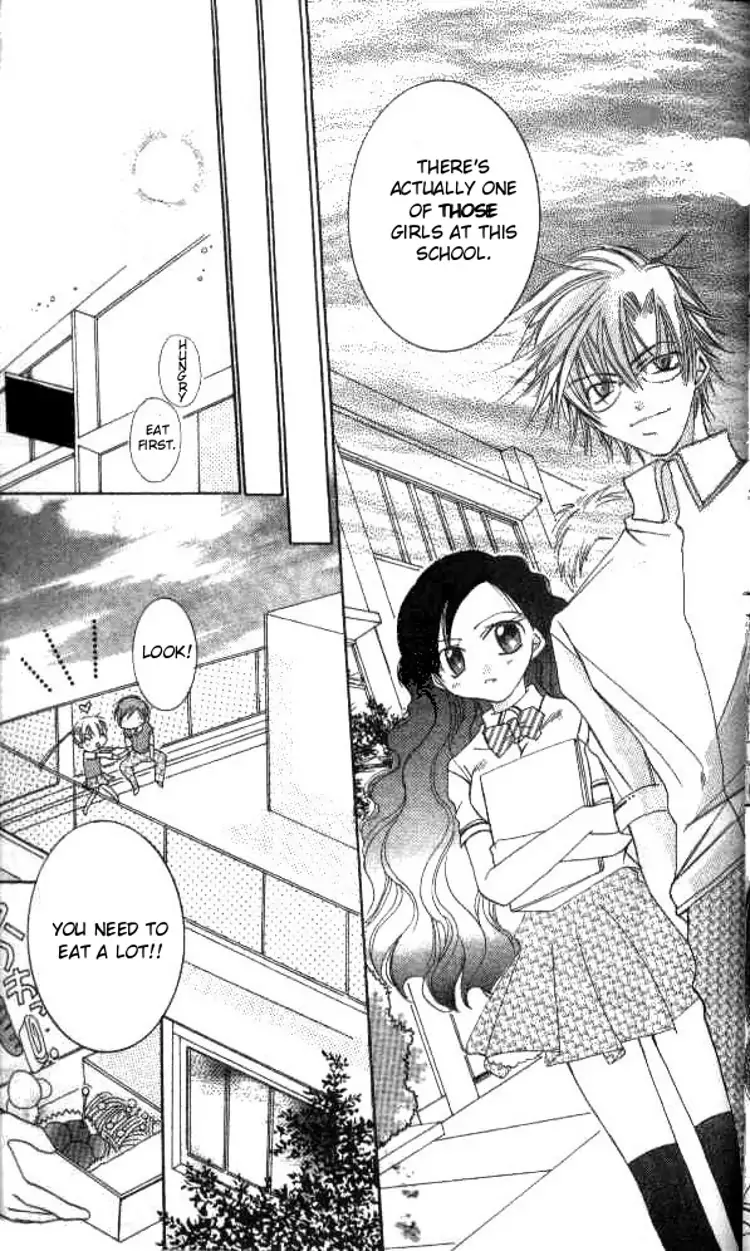 THERE'S
ACTUALLY ONE
OF THOSE
GIRLS AT THIS
SCHOOL.
HUNGRY
EAT
FIRST.
LOOK!
YOU NEED TO
EAT A LOT!!